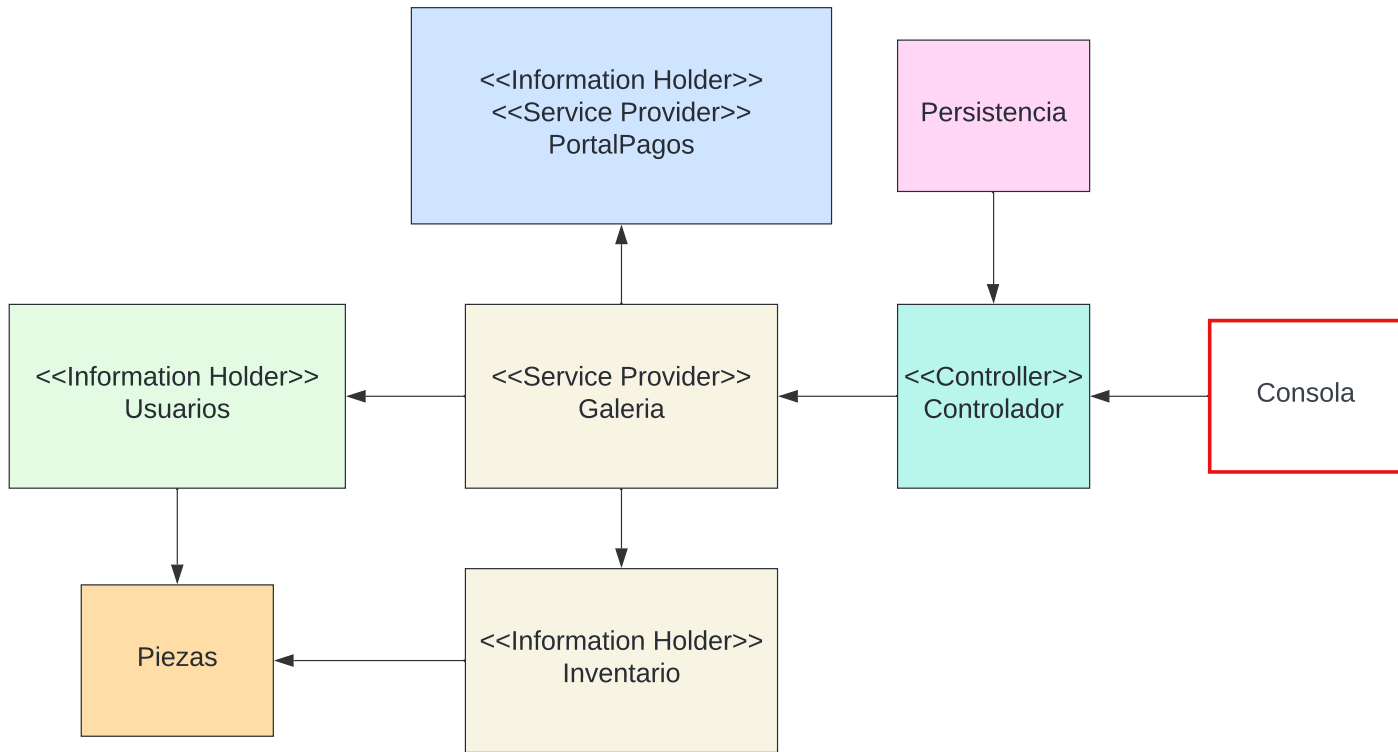 <<Information Holder>>
<<Service Provider>>
PortalPagos
Persistencia
<<Information Holder>>
Usuarios
<<Service Provider>>
Galeria
<<Controller>>
Controlador
Consola
Piezas
<<Information Holder>>
Inventario